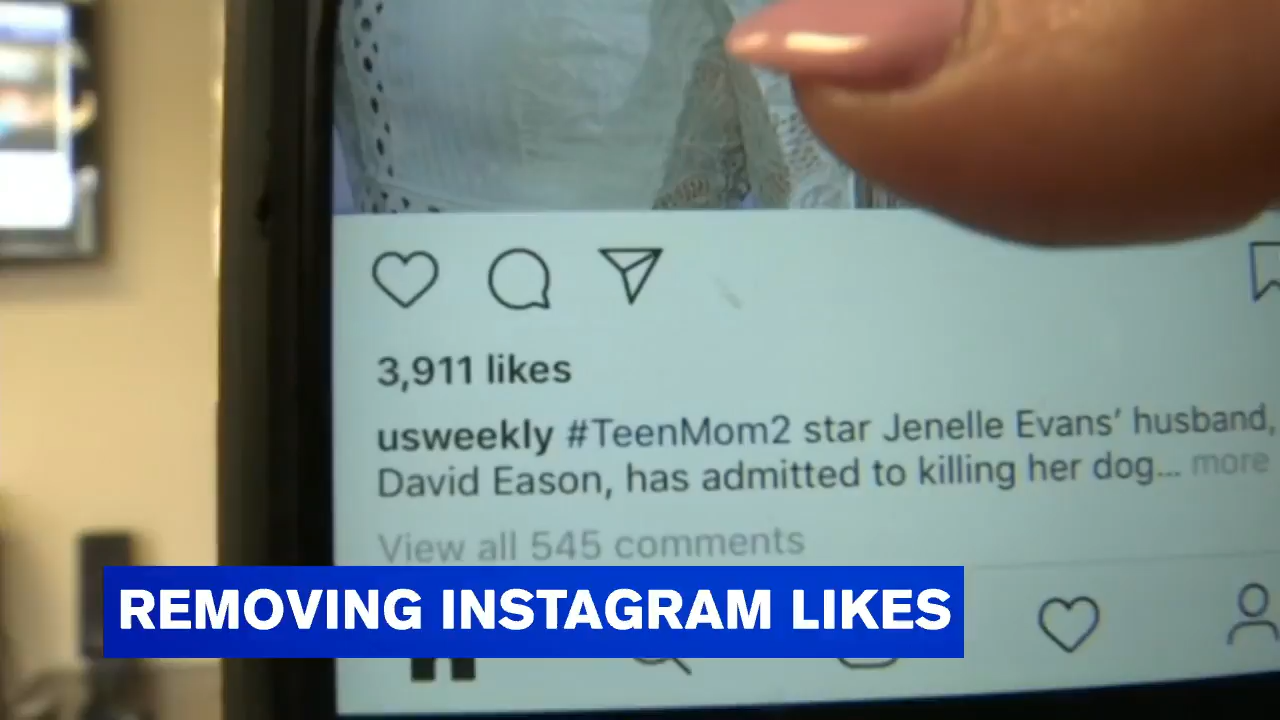 3,911 likes
usweekly #TeenMom2 star Jenelle Evans' husband,
David Eason, has admitted to killing her dog... more
View all 545 comments
REMOVING INSTAGRAM LIKES